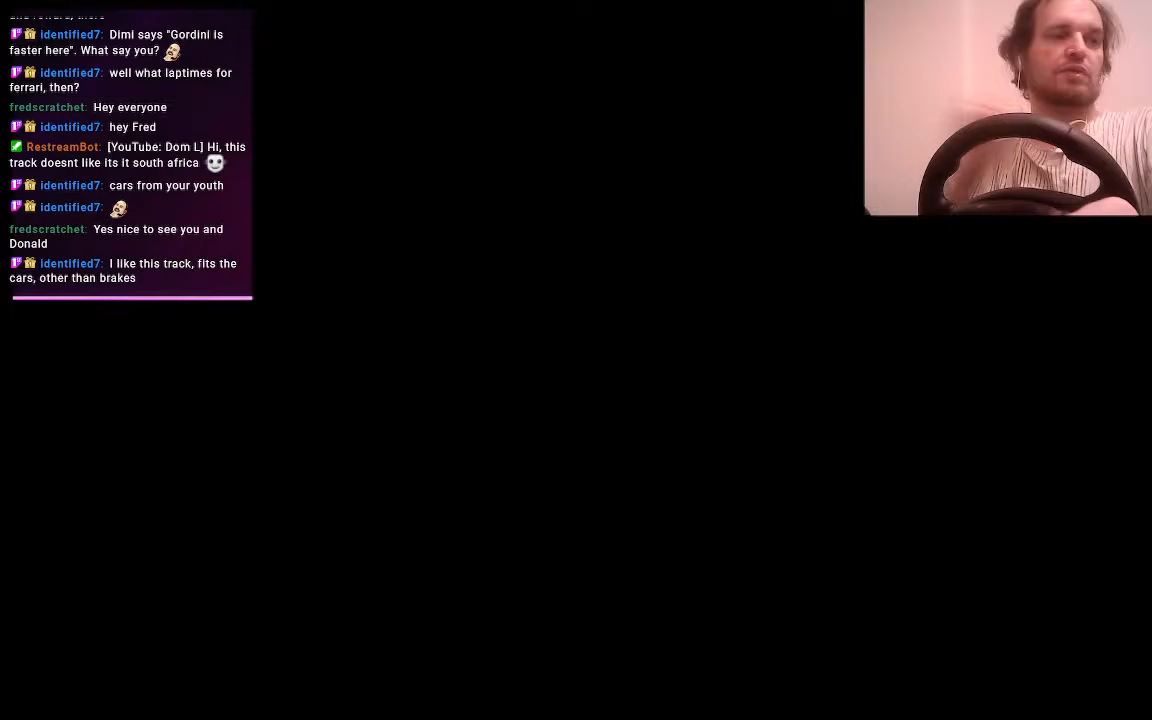 identified7: Dimi says "Gordini is
faster here". What say you?
identified7: well what laptimes for
ferrari, then?
fredscratchet: Hey everyone
identified7: hey Fred
RestreamBot: [YouTube: Dom L] Hi, this
track doesnt like its it south africa
identified7: cars from your youth
identified7:
fredscratchet: Yes nice to see you and
Donald
identified7: I like this track, fits the
cars, other than brakes